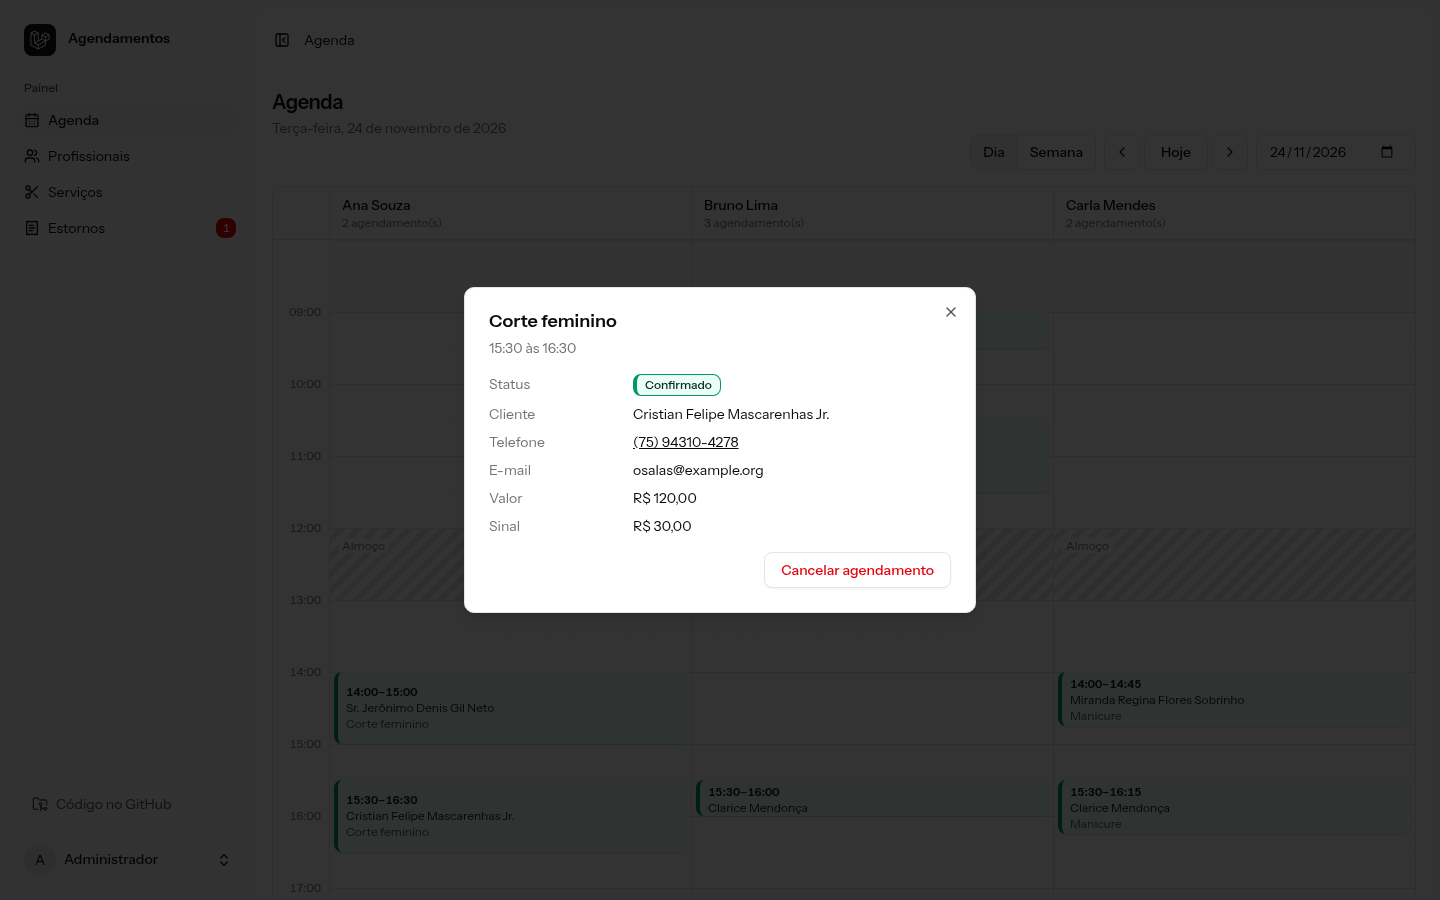 Agendamentos
Agenda
Painel
Agenda
Profissionais
Serviços
Estornos 1
Código no GitHub
A Administrador
Agenda
Terça-feira, 24 de novembro de 2026
Dia Semana Hoje 24/11/2026
Ana Souza Bruno Lima Carla Mendes
2 agendamento(s) 3 agendamento(s) 2 agendamento(s)
09:00
10:00
11:00
12:00
Almoço Almoço
13:00
14:00
14:00–15:00
Sr. Jerônimo Denis Gil Neto
Corte feminino
14:00–14:45
Miranda Regina Flores Sobrinho
Manicure
15:00
15:30–16:30
Cristian Felipe Mascarenhas Jr.
Corte feminino
15:30–16:00
Clarice Mendonça
15:30–16:15
Clarice Mendonça
Manicure
16:00
17:00
Corte feminino
15:30 às 16:30
Status Confirmado
Cliente Cristian Felipe Mascarenhas Jr.
Telefone (75) 94310-4278
E-mail osalas@example.org
Valor R$ 120,00
Sinal R$ 30,00
Cancelar agendamento